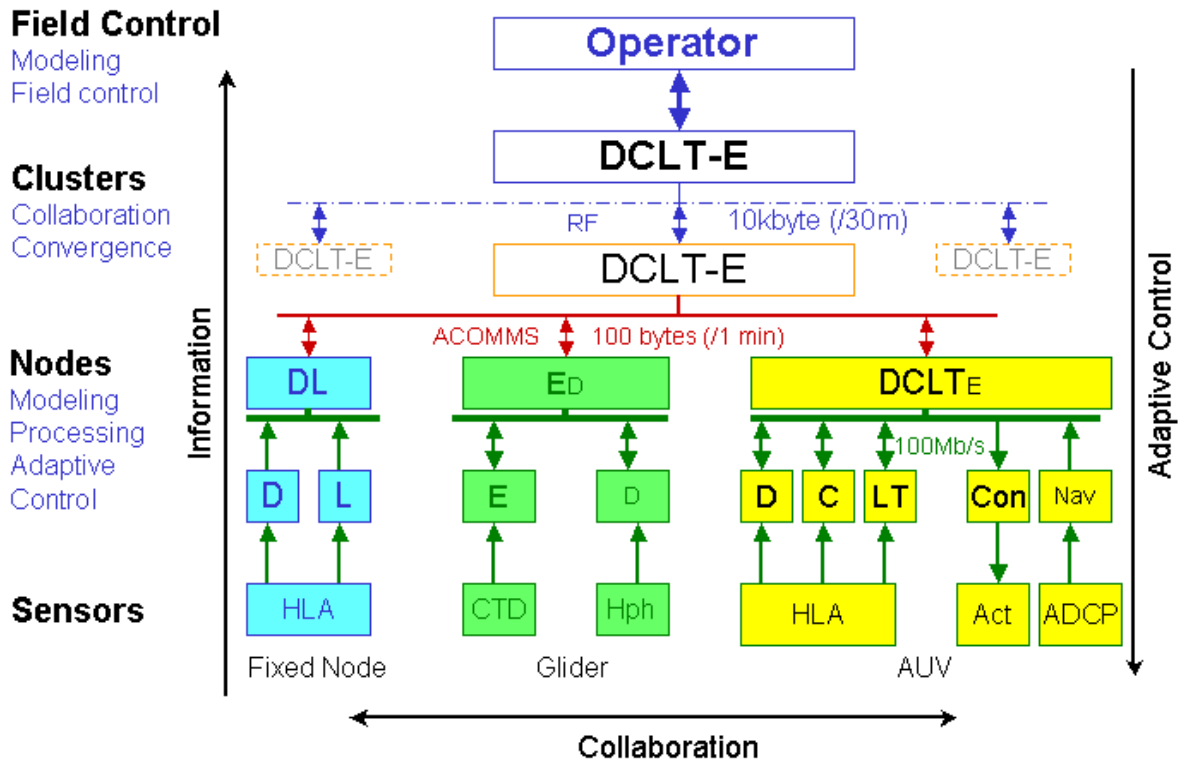 Field Control
Modeling
Field control
Operator
DCLT-E
Clusters
Collaboration
Convergence
RF
10kbyte (/30m)
DCLT-E
DCLT-E
DCLT-E
ACOMMS
100 bytes (/1 min)
Nodes
Modeling
Processing
Adaptive
Control
DL
ED
DCLTE
100Mb/s
D
L
E
D
D
C
LT
Con
Nav
Sensors
HLA
CTD
Hph
HLA
Act
ADCP
Fixed Node
Glider
AUV
Information
Adaptive Control
Collaboration